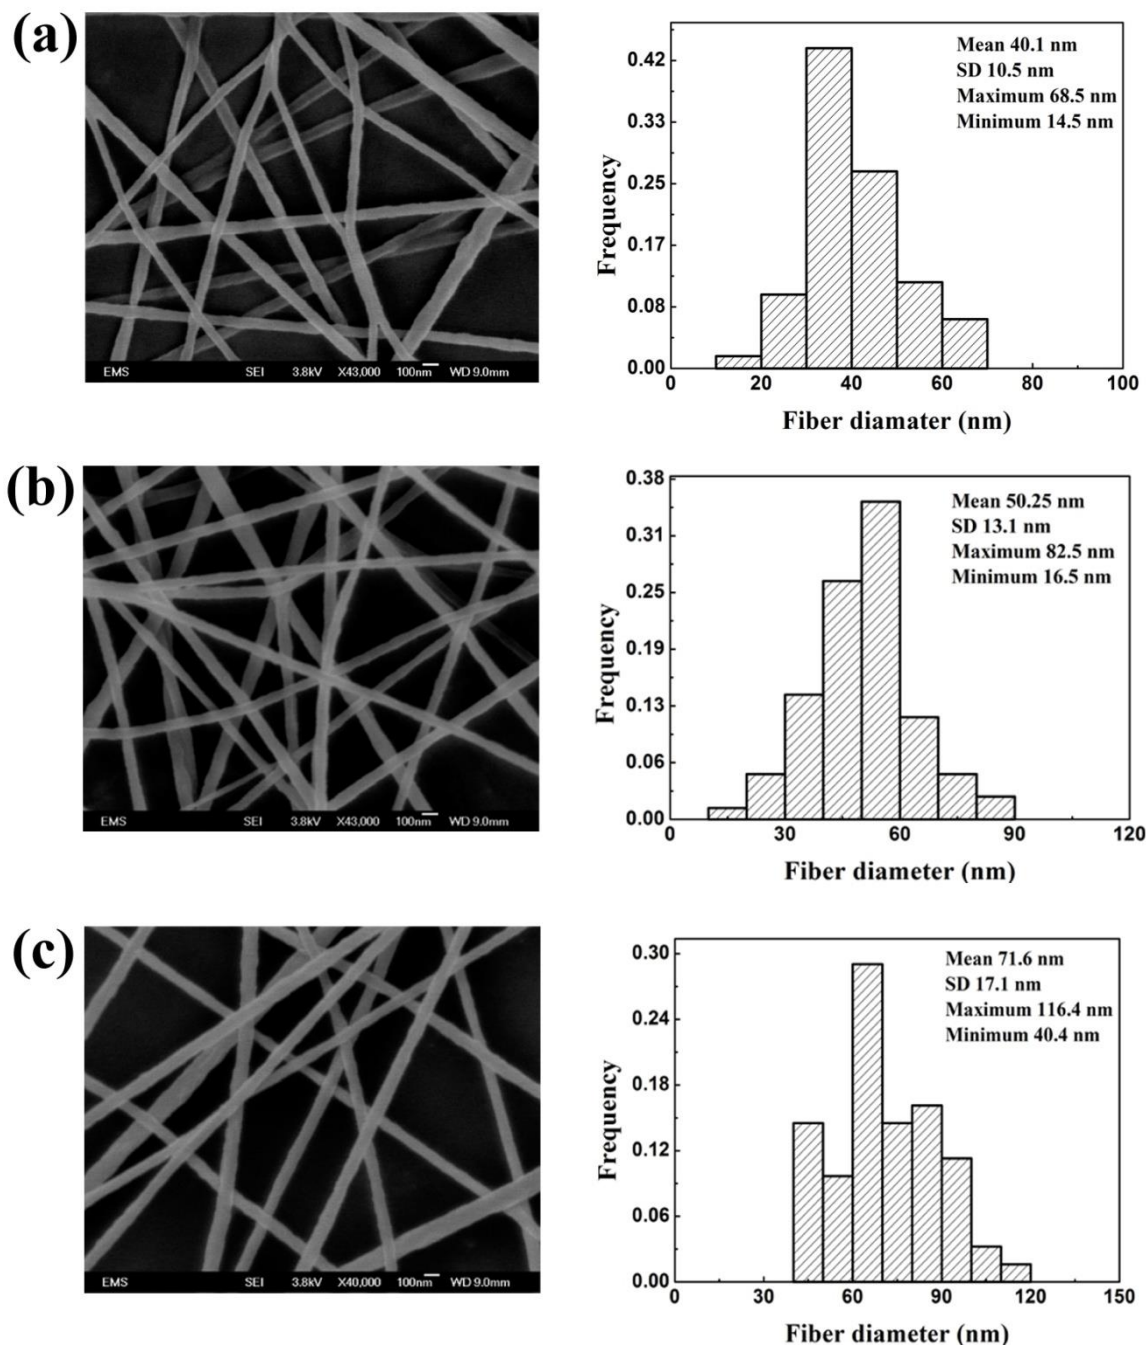 (a)
EMS SEI 3.8kV X43,000 100nm WD 9.0mm
Frequency
0.42
0.33
0.25
0.17
0.08
0.00
Mean 40.1 nm
SD 10.5 nm
Maximum 68.5 nm
Minimum 14.5 nm
0 20 40 60 80 100
Fiber diamater (nm)
(b)
EMS SEI 3.8kV X43,000 100nm WD 9.0mm
Frequency
0.38
0.31
0.25
0.19
0.13
0.06
0.00
Mean 50.25 nm
SD 13.1 nm
Maximum 82.5 nm
Minimum 16.5 nm
0 30 60 90 120
Fiber diameter (nm)
(c)
EMS SEI 3.8kV X40,000 100nm WD 9.0mm
Frequency
0.30
0.24
0.18
0.12
0.06
0.00
Mean 71.6 nm
SD 17.1 nm
Maximum 116.4 nm
Minimum 40.4 nm
0 30 60 90 120 150
Fiber diameter (nm)